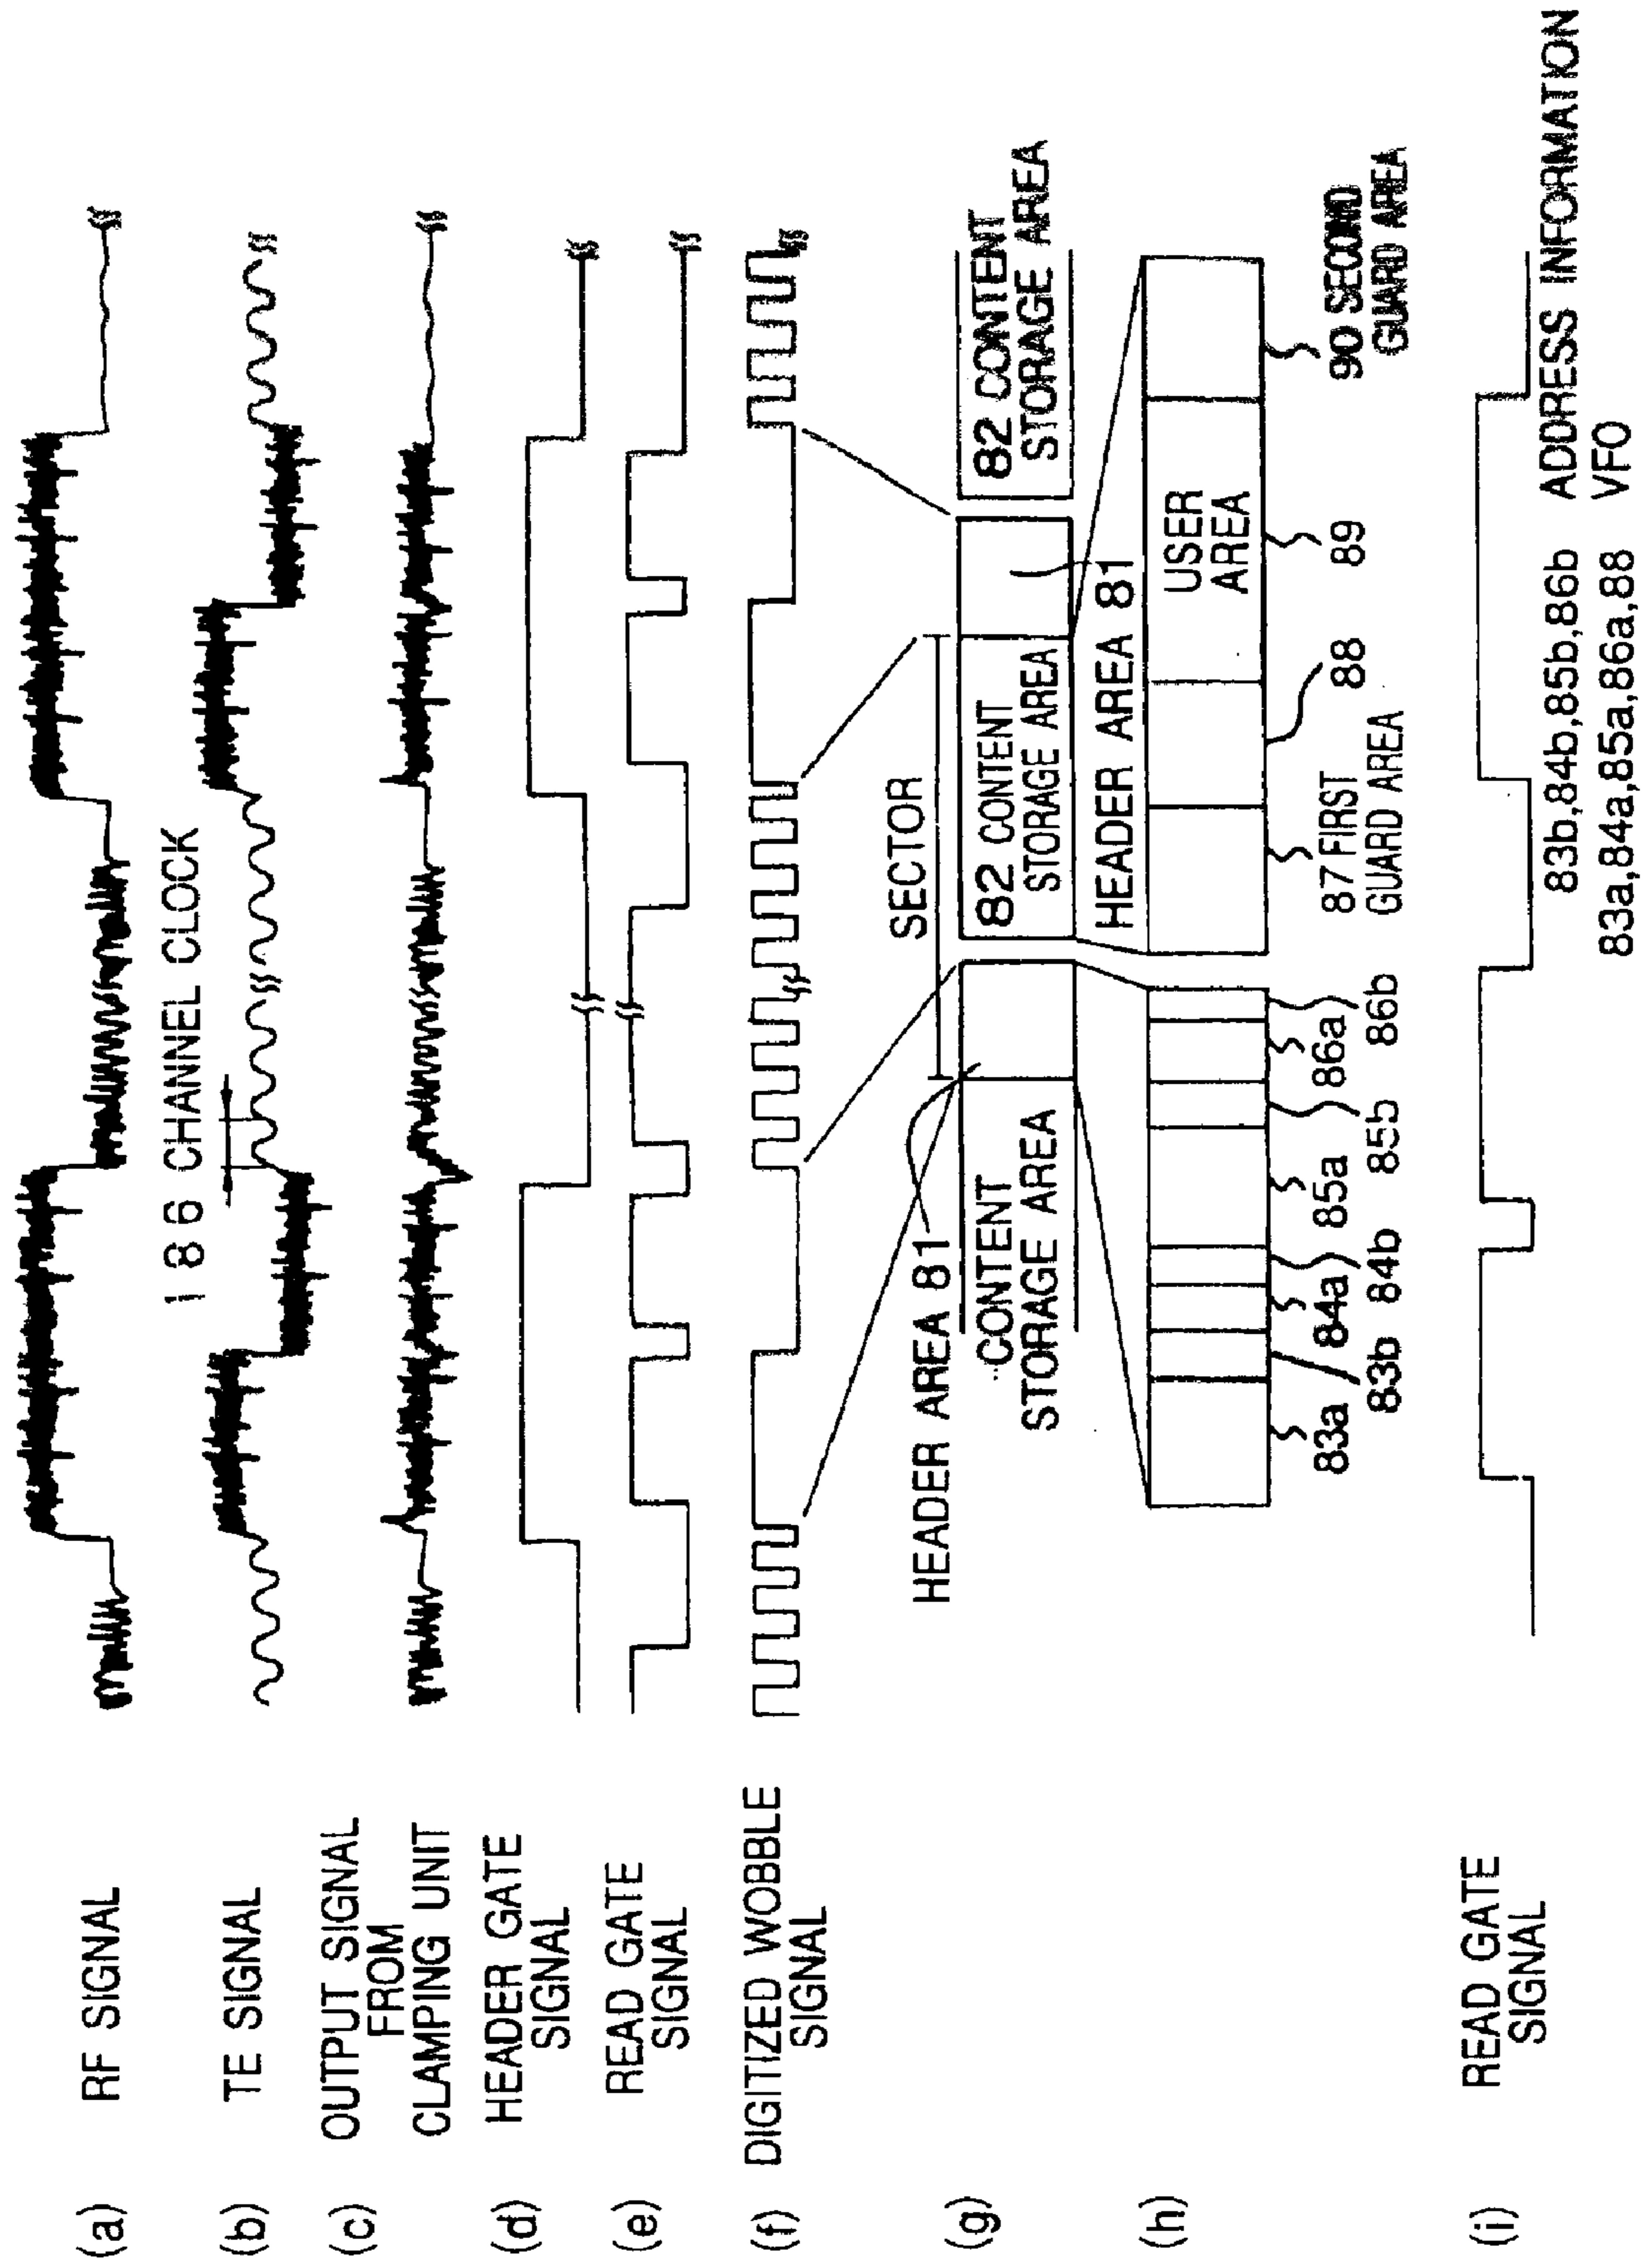 (a) RF SIGNAL
1 8 6 CHANNEL CLOCK
(b) TE SIGNAL
(c) OUTPUT SIGNAL
FROM
CLAMPING UNIT
(d) HEADER GATE
SIGNAL
(e) READ GATE
SIGNAL
(f) DIGITIZED WOBBLE
SIGNAL
SECTOR
HEADER AREA 81
(g)
CONTENT
STORAGE AREA
82 CONTENT
STORAGE AREA
82 CONTENT
STORAGE AREA
HEADER AREA 81
(h)
USER
AREA
83a
83b
84a
84b
85a
85b
86a
86b
87 FIRST
GUARD AREA
88
89
90 SECOND
GUARD AREA
(i) READ GATE
SIGNAL
83b,84b,85b,86b ADDRESS INFORMATION
83a,84a,85a,86a,88 VFO